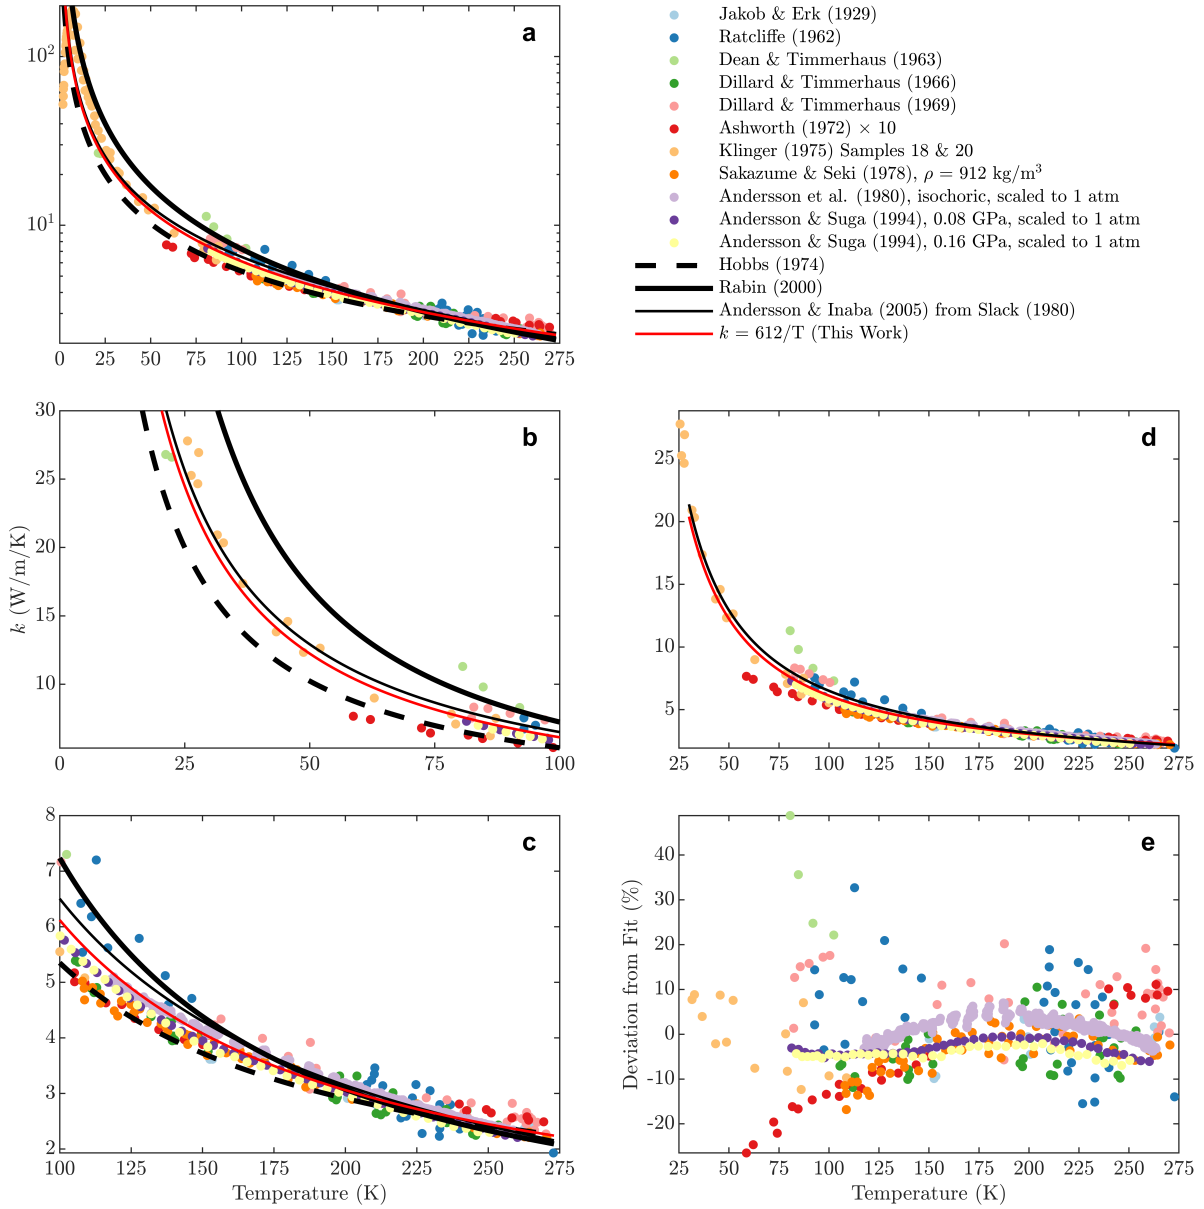 a
10²
10¹
0 25 50 75 100 125 150 175 200 225 250 275
Jakob & Erk (1929)
Ratcliffe (1962)
Dean & Timmerhaus (1963)
Dillard & Timmerhaus (1966)
Dillard & Timmerhaus (1969)
Ashworth (1972) × 10
Klinger (1975) Samples 18 & 20
Sakazume & Seki (1978), ρ = 912 kg/m³
Andersson et al. (1980), isochoric, scaled to 1 atm
Andersson & Suga (1994), 0.08 GPa, scaled to 1 atm
Andersson & Suga (1994), 0.16 GPa, scaled to 1 atm
Hobbs (1974)
Rabin (2000)
Andersson & Inaba (2005) from Slack (1980)
k = 612/T (This Work)
b
30
25
20
15
10
k (W/m/K)
0 25 50 75 100
d
25
20
15
10
5
25 50 75 100 125 150 175 200 225 250 275
c
8
7
6
5
4
3
2
100 125 150 175 200 225 250 275
Temperature (K)
e
40
30
20
10
0
-10
-20
Deviation from Fit (%)
25 50 75 100 125 150 175 200 225 250 275
Temperature (K)